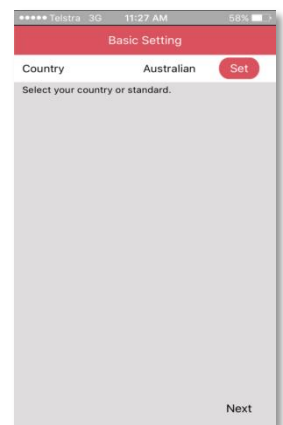 Telstra 3G 11:27 AM 58%
Basic Setting
Country Australian Set
Select your country or standard.
Next